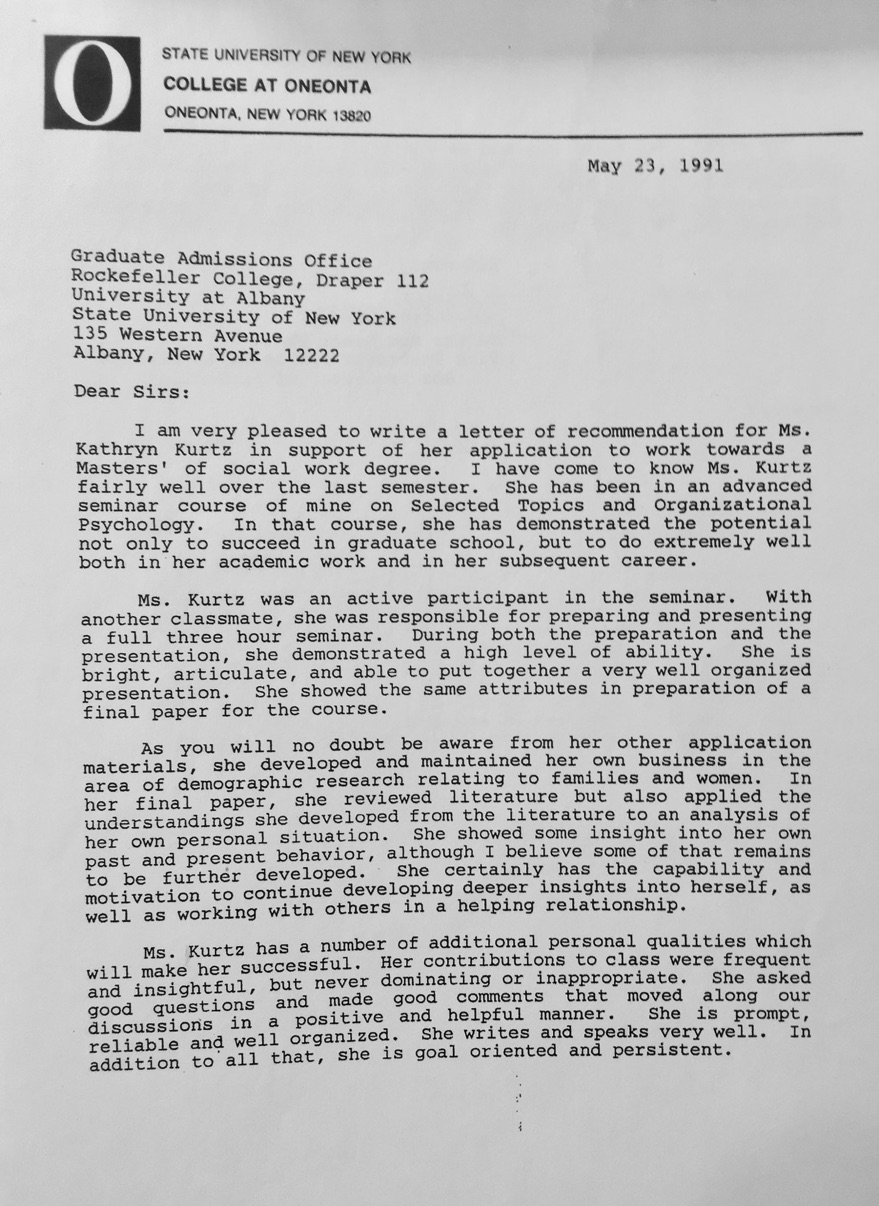 O
STATE UNIVERSITY OF NEW YORK
COLLEGE AT ONEONTA
ONEONTA, NEW YORK 13820
May 23, 1991
Graduate Admissions Office
Rockefeller College, Draper 112
University at Albany
State University of New York
135 Western Avenue
Albany, New York 12222
Dear Sirs:
I am very pleased to write a letter of recommendation for Ms.
Kathryn Kurtz in support of her application to work towards a
Masters' of social work degree. I have come to know Ms. Kurtz
fairly well over the last semester. She has been in an advanced
seminar course of mine on Selected Topics and Organizational
Psychology. In that course, she has demonstrated the potential
not only to succeed in graduate school, but to do extremely well
both in her academic work and in her subsequent career.
Ms. Kurtz was an active participant in the seminar. With
another classmate, she was responsible for preparing and presenting
a full three hour seminar. During both the preparation and the
presentation, she demonstrated a high level of ability. She is
bright, articulate, and able to put together a very well organized
presentation. She showed the same attributes in preparation of a
final paper for the course.
As you will no doubt be aware from her other application
materials, she developed and maintained her own business in the
area of demographic research relating to families and women. In
her final paper, she reviewed literature but also applied the
understandings she developed from the literature to an analysis of
her own personal situation. She showed some insight into her own
past and present behavior, although I believe some of that remains
to be further developed. She certainly has the capability and
motivation to continue developing deeper insights into herself, as
well as working with others in a helping relationship.
Ms. Kurtz has a number of additional personal qualities which
will make her successful. Her contributions to class were frequent
and insightful, but never dominating or inappropriate. She asked
good questions and made good comments that moved along our
discussions in a positive and helpful manner. She is prompt,
reliable and well organized. She writes and speaks very well. In
addition to all that, she is goal oriented and persistent.